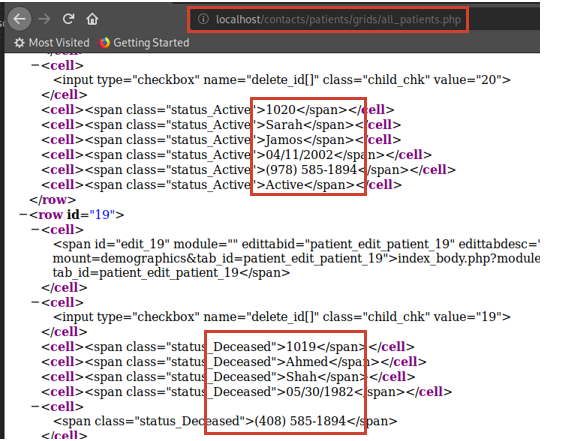 localhost/contacts/patients/grids/all_patients.php
Most Visited Getting Started
</cell>
−<cell>
<input type="checkbox" name="delete_id[]" class="child_chk" value="20">
</cell>
<cell><span class="status_Active">1020</span></cell>
<cell><span class="status_Active">Sarah</span></cell>
<cell><span class="status_Active">Jamos</span></cell>
<cell><span class="status_Active">04/11/2002</span></cell>
<cell><span class="status_Active">(978) 585-1894</span></cell>
<cell><span class="status_Active">Active</span></cell>
</row>
−<row id="19">
−<cell>
<span id="edit_19" module="" edittabid="patient_edit_patient_19" edittabdesc="
mount=demographics&tab_id=patient_edit_patient_19">index_body.php?module
tab_id=patient_edit_patient_19</span>
</cell>
−<cell>
<input type="checkbox" name="delete_id[]" class="child_chk" value="19">
</cell>
<cell><span class="status_Deceased">1019</span></cell>
<cell><span class="status_Deceased">Ahmed</span></cell>
<cell><span class="status_Deceased">Shah</span></cell>
<cell><span class="status_Deceased">05/30/1982</span></cell>
−<cell>
<span class="status_Deceased">(408) 585-1894</span>
</cell>